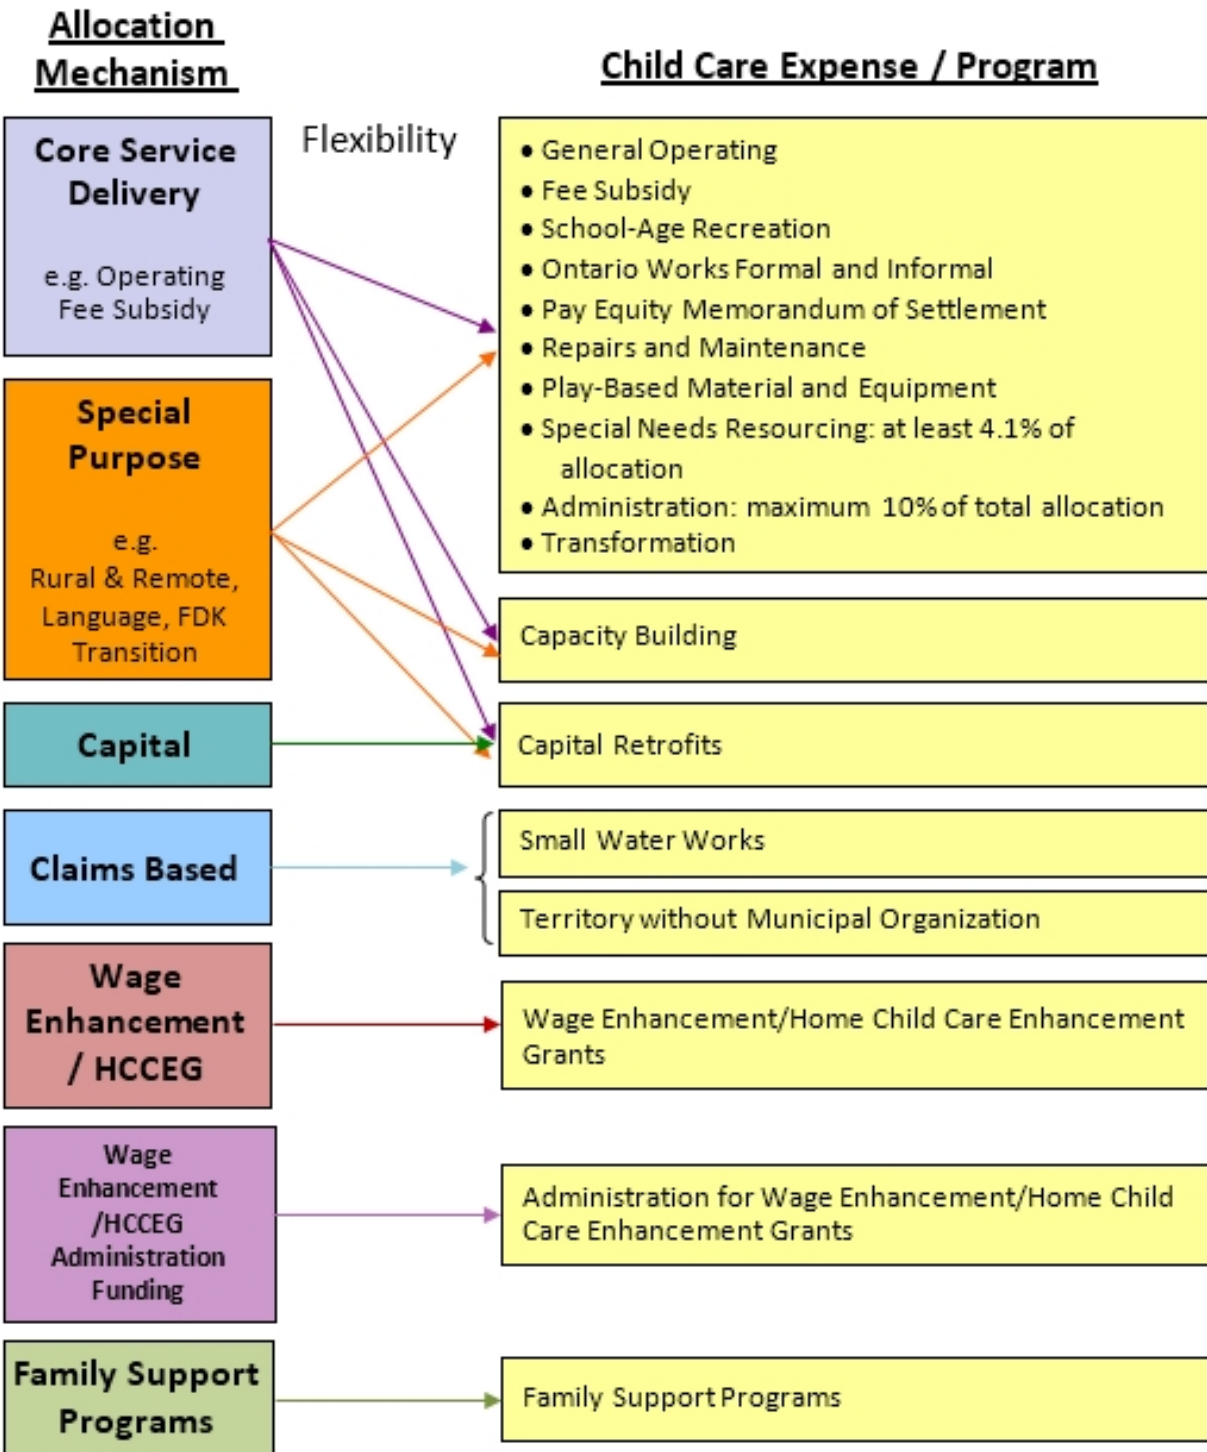 Allocation
Mechanism
Child Care Expense / Program
Flexibility
Core Service
Delivery
e.g. Operating
Fee Subsidy
• General Operating
• Fee Subsidy
• School-Age Recreation
• Ontario Works Formal and Informal
• Pay Equity Memorandum of Settlement
• Repairs and Maintenance
• Play-Based Material and Equipment
• Special Needs Resourcing: at least 4.1% of
allocation
• Administration: maximum 10% of total allocation
• Transformation
Special
Purpose
e.g.
Rural & Remote,
Language, FDK
Transition
Capacity Building
Capital
Capital Retrofits
Claims Based
Small Water Works
Territory without Municipal Organization
Wage
Enhancement
/ HCCEG
Wage Enhancement/Home Child Care Enhancement
Grants
Wage
Enhancement
/HCCEG
Administration
Funding
Administration for Wage Enhancement/Home Child
Care Enhancement Grants
Family Support
Programs
Family Support Programs